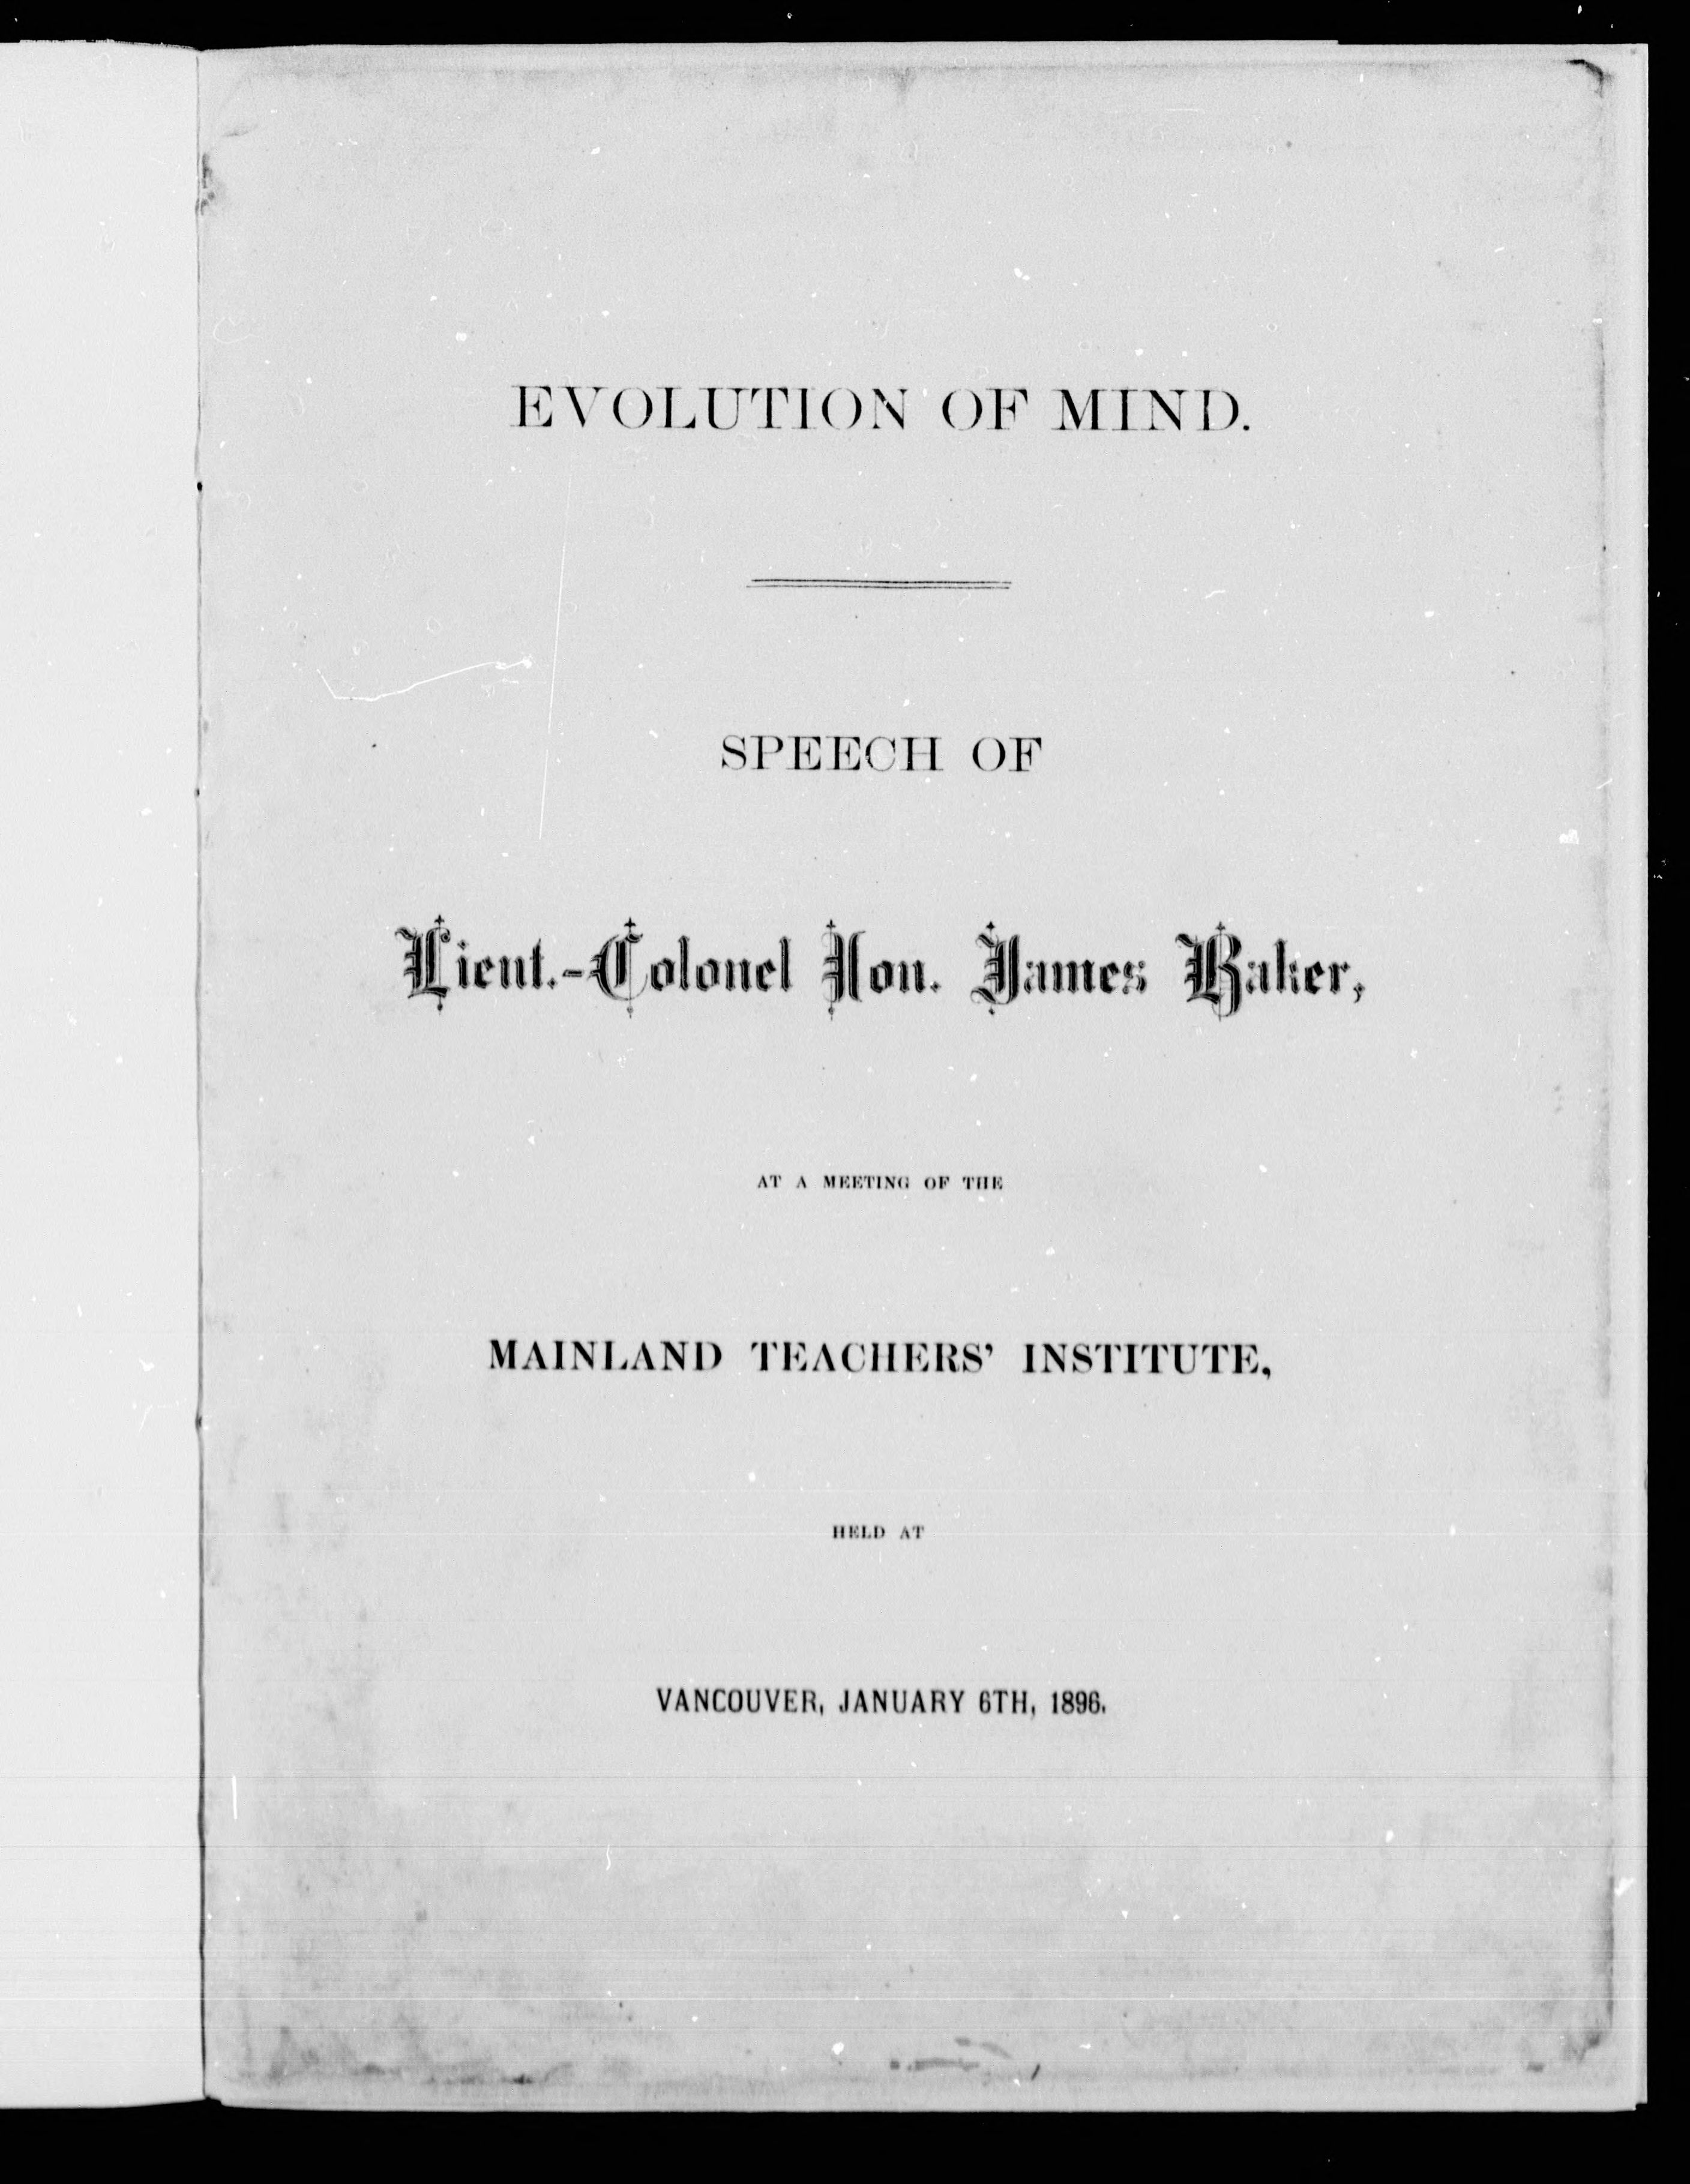 EVOLUTION OF MIND.
SPEECH OF
Lieut.-Colonel Hon. James Baker,
AT A MEETING OF THE
MAINLAND TEACHERS' INSTITUTE,
HELD AT
VANCOUVER, JANUARY 6TH, 1896.